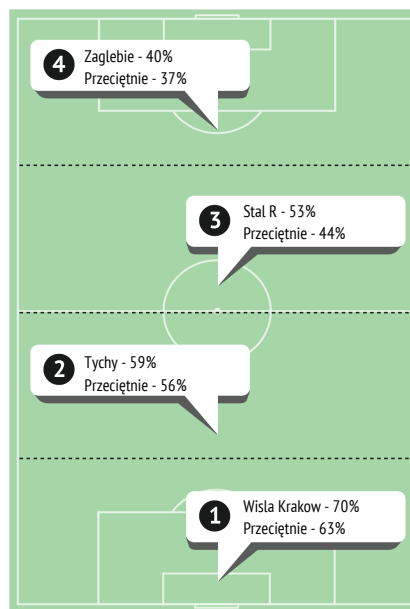 4
Zaglebie - 40%
Przeciętnie - 37%
3
Stal R - 53%
Przeciętnie - 44%
2
Tychy - 59%
Przeciętnie - 56%
1
Wisla Krakow - 70%
Przeciętnie - 63%